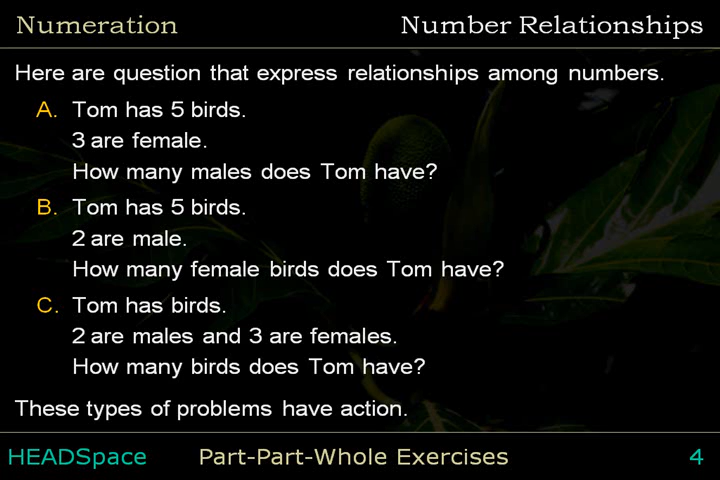 Numeration Number Relationships
Here are question that express relationships among numbers.
A. Tom has 5 birds.
3 are female.
How many males does Tom have?
B. Tom has 5 birds.
2 are male.
How many female birds does Tom have?
C. Tom has birds.
2 are males and 3 are females.
How many birds does Tom have?
These types of problems have action.
HEADSpace Part-Part-Whole Exercises 4